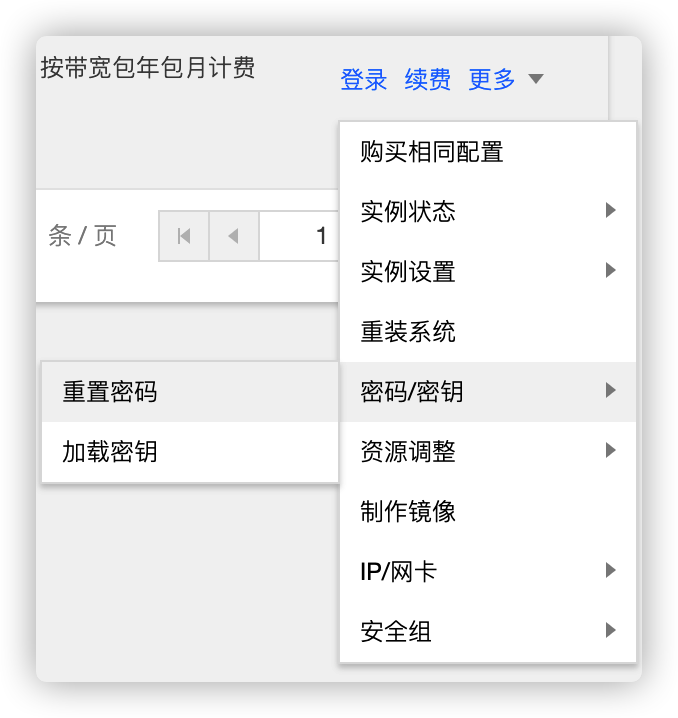 按带宽包年包月计费
登录 续费 更多
购买相同配置
实例状态
条 / 页 1
实例设置
重装系统
重置密码
密码/密钥
加载密钥
资源调整
制作镜像
IP/网卡
安全组